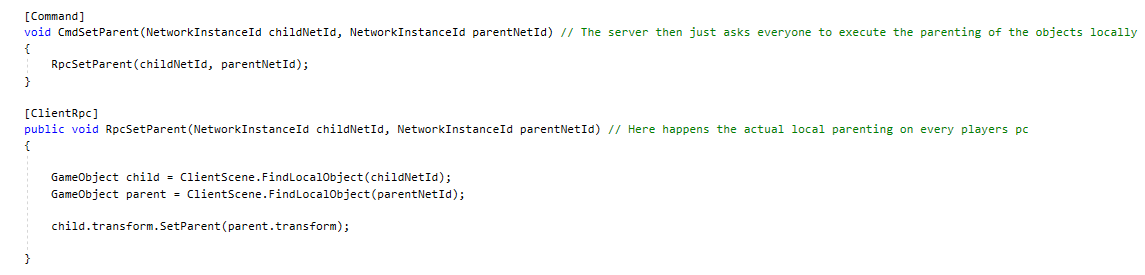 [Command]
void CmdSetParent(NetworkInstanceId childNetId, NetworkInstanceId parentNetId) // The server then just asks everyone to execute the parenting of the objects locally
{
RpcSetParent(childNetId, parentNetId);
}
[ClientRpc]
public void RpcSetParent(NetworkInstanceId childNetId, NetworkInstanceId parentNetId) // Here happens the actual local parenting on every players pc
{
GameObject child = ClientScene.FindLocalObject(childNetId);
GameObject parent = ClientScene.FindLocalObject(parentNetId);
child.transform.SetParent(parent.transform);
}